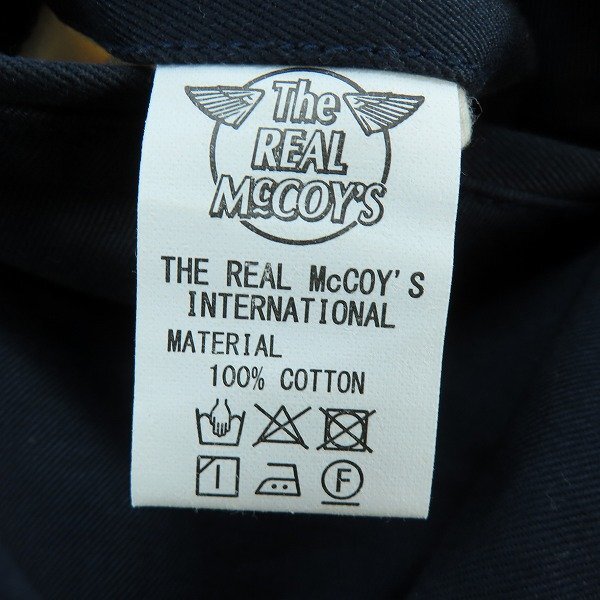 The
REAL
McCOY'S
THE REAL McCOY'S
INTERNATIONAL
MATERIAL
100% COTTON
F